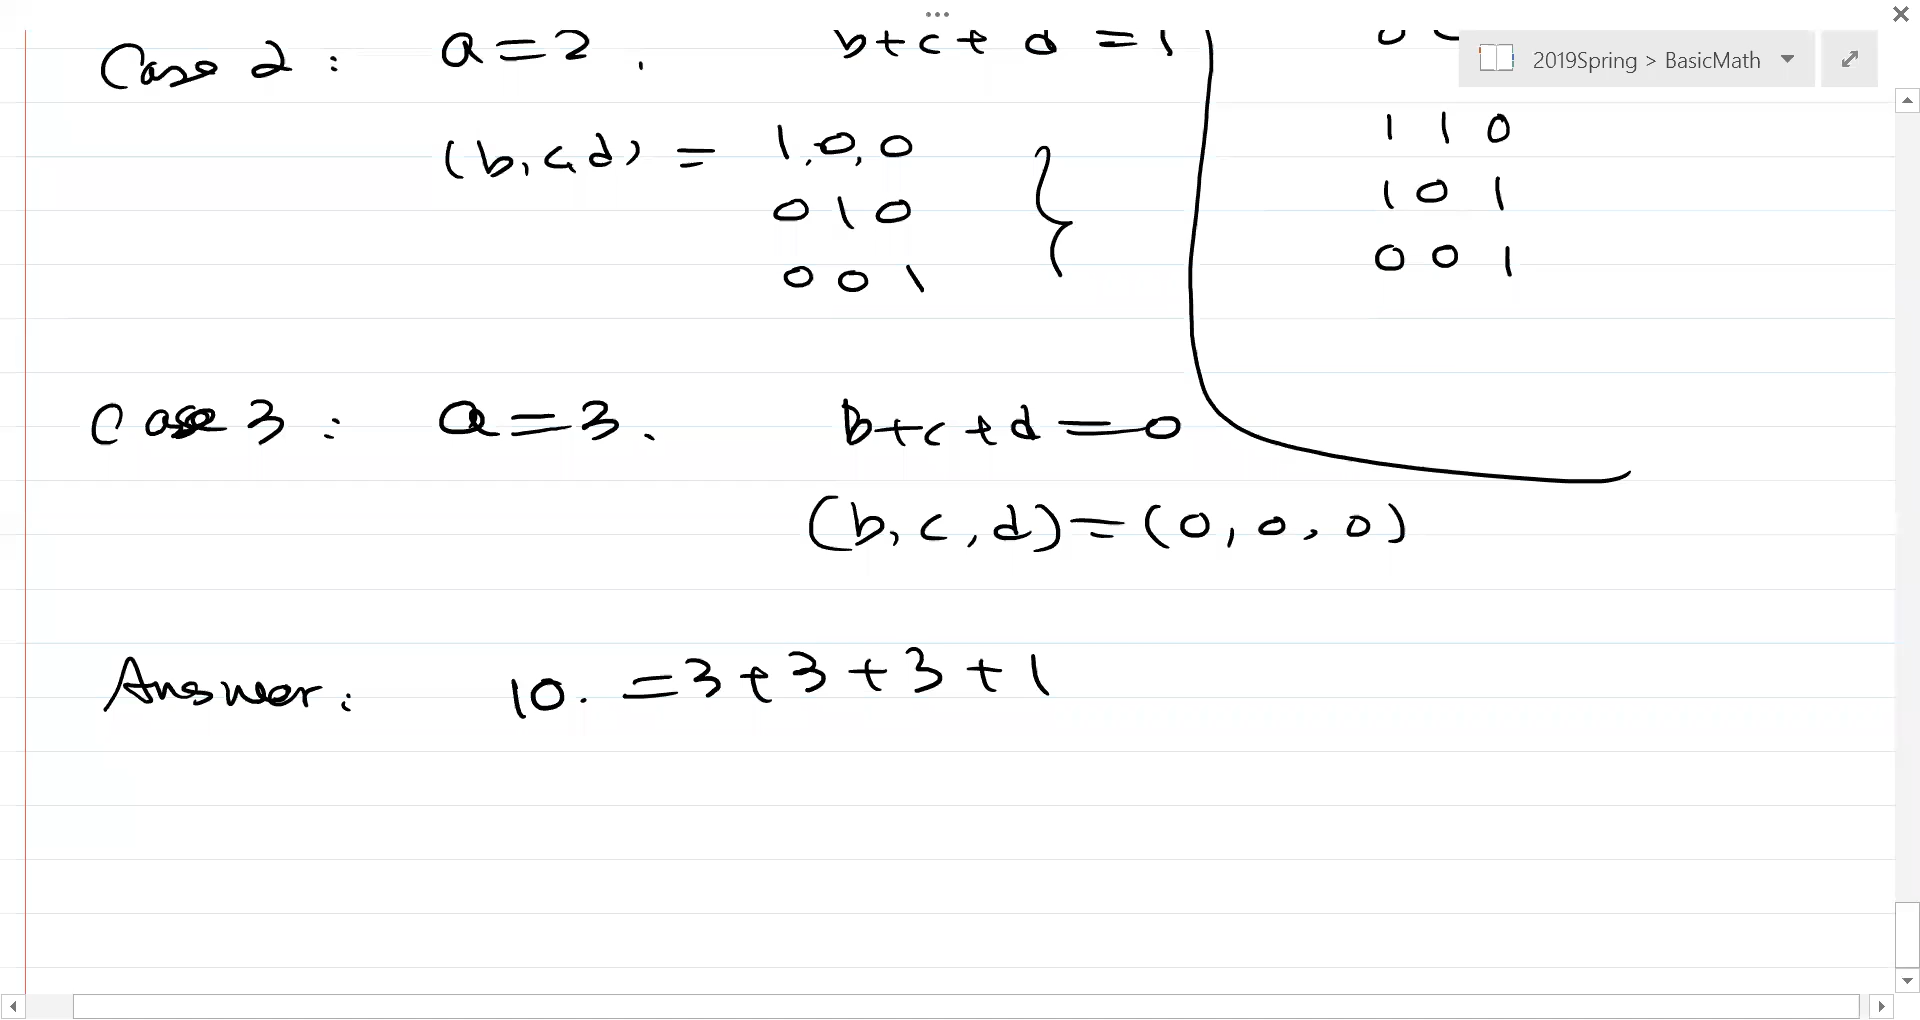 Case 2 : a=2 . b+c+d =1
2019Spring > BasicMath
1 1 0
(b,c,d) = 1,0,0
1 0 1
0 1 0
0 0 1
0 0 1
Case 3 : a=3. b+c+d=0
(b,c,d)=(0,0,0)
Answer: 10. =3+3+3+1